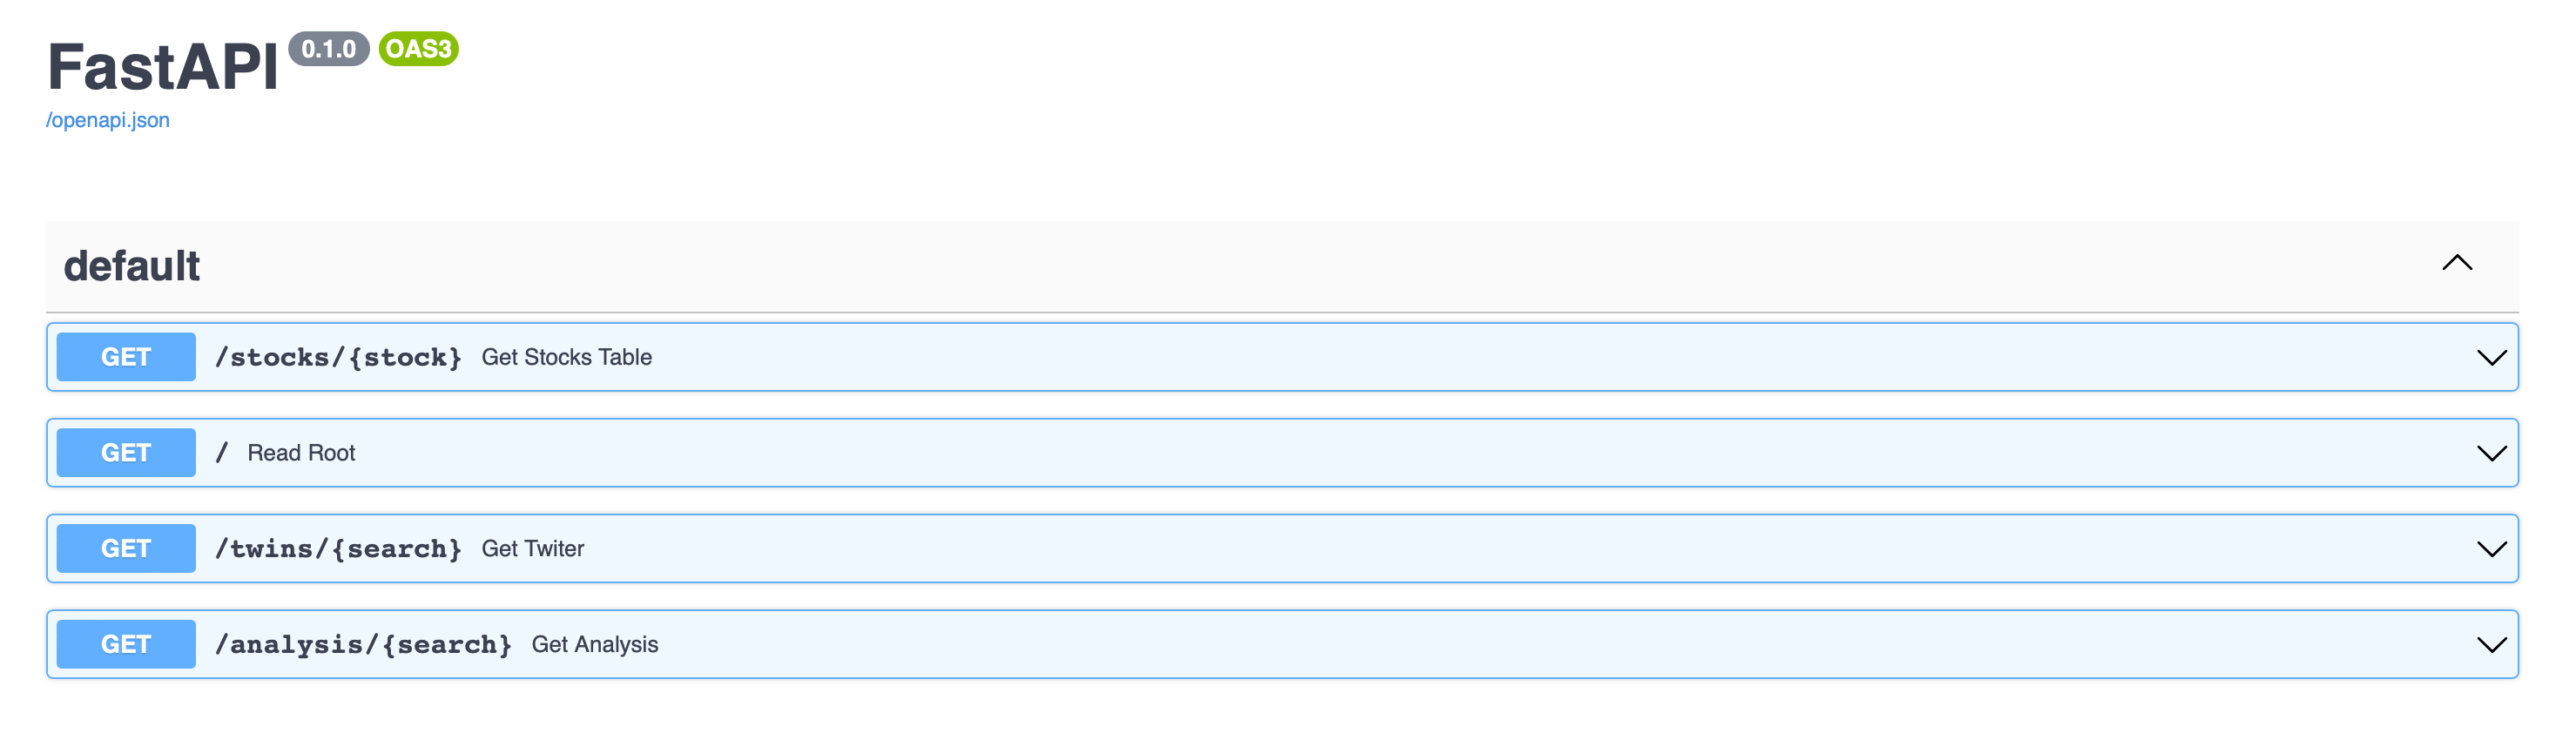 FastAPI 0.1.0 OAS3
/openapi.json
default
GET /stocks/{stock} Get Stocks Table
GET / Read Root
GET /twins/{search} Get Twiter
GET /analysis/{search} Get Analysis